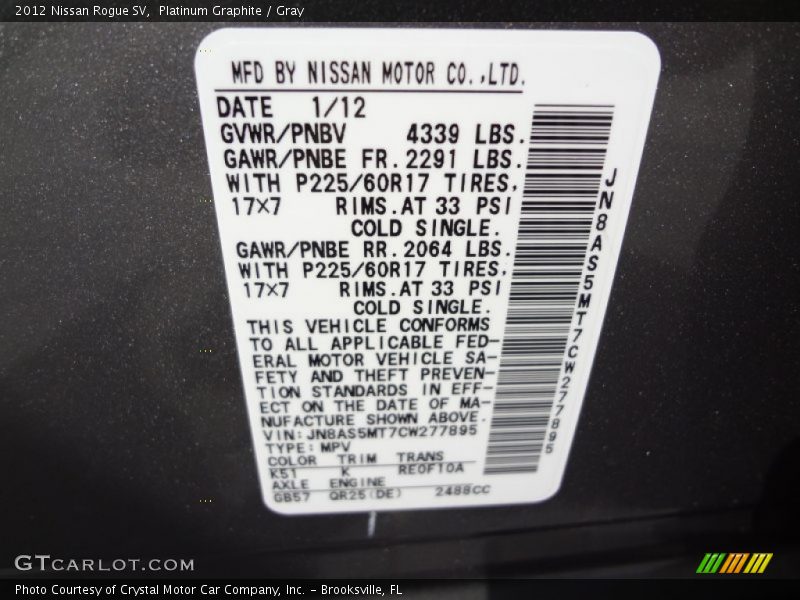 2012 Nissan Rogue SV,  Platinum Graphite / Gray
MFD BY NISSAN MOTOR CO.,LTD.
DATE 1/12
GVWR/PNBV 4339 LBS.
GAWR/PNBE FR. 2291 LBS.
WITH P225/60R17 TIRES,
17×7 RIMS.AT 33 PSI
COLD SINGLE.
GAWR/PNBE RR. 2064 LBS.
WITH P225/60R17 TIRES.
17×7 RIMS.AT 33 PSI
COLD SINGLE.
THIS VEHICLE CONFORMS
TO ALL APPLICABLE FED-
ERAL MOTOR VEHICLE SA-
FETY AND THEFT PREVEN-
TION STANDARDS IN EFF-
ECT ON THE DATE OF MA-
NUFACTURE SHOWN ABOVE.
VIN:JN8AS5MT7CW277895
TYPE:MPV
COLOR TRIM TRANS
K51 K RE0F10A
AXLE ENGINE
GB57 QR25(DE) 2488CC
JN8AS5MT7CW277895
GTCARLOT.COM
Photo Courtesy of Crystal Motor Car Company, Inc. – Brooksville, FL